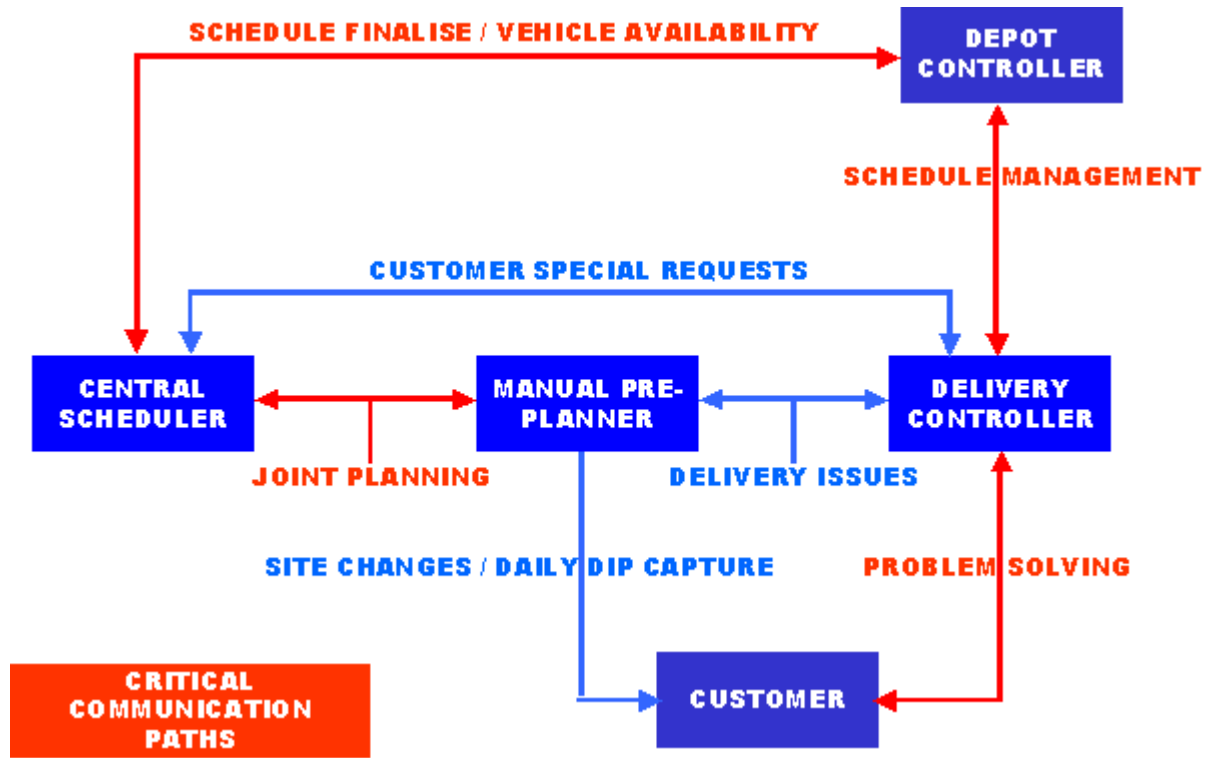 SCHEDULE FINALISE / VEHICLE AVAILABILITY
DEPOT
CONTROLLER
SCHEDULE MANAGEMENT
CUSTOMER SPECIAL REQUESTS
CENTRAL
SCHEDULER
MANUAL PRE-
PLANNER
DELIVERY
CONTROLLER
JOINT PLANNING
DELIVERY ISSUES
SITE CHANGES / DAILY DIP CAPTURE
PROBLEM SOLVING
CRITICAL
COMMUNICATION
PATHS
CUSTOMER